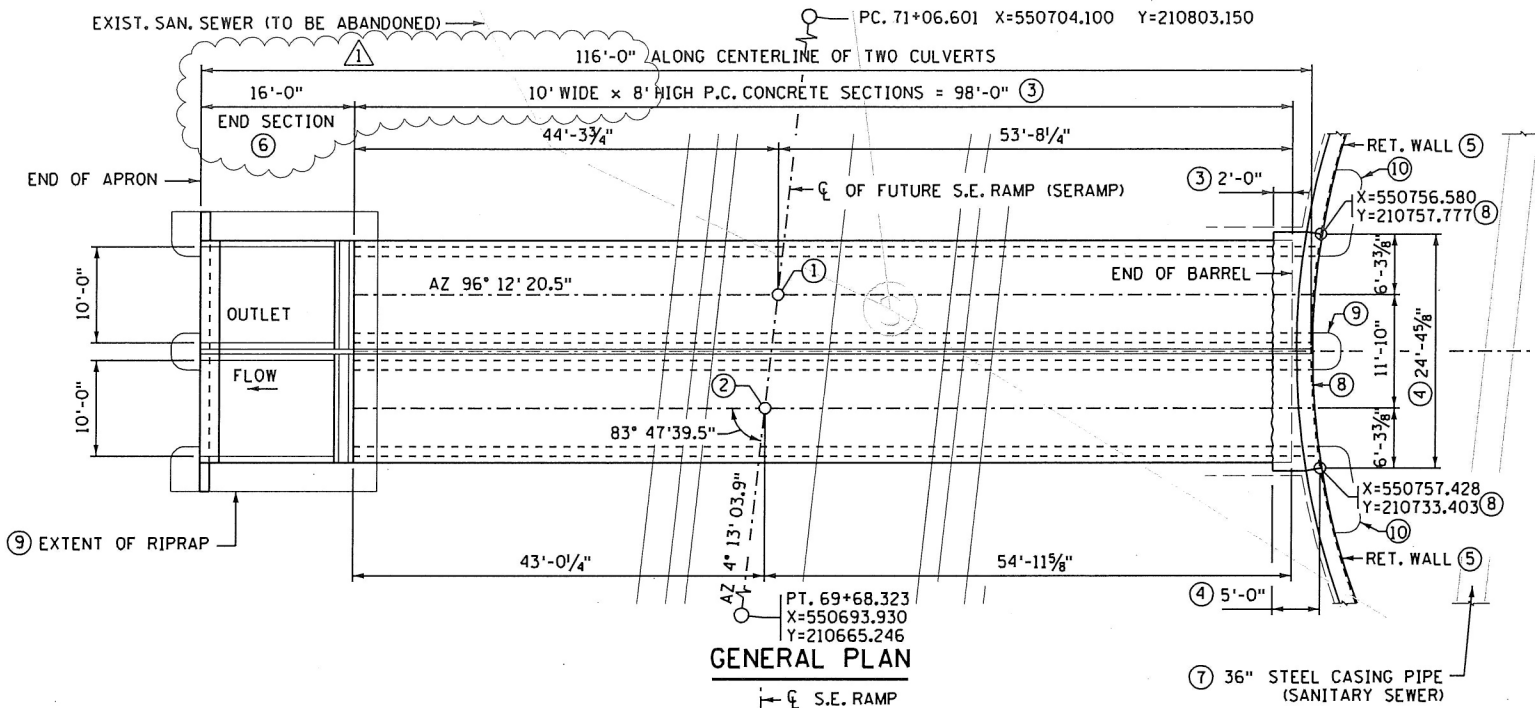 EXIST. SAN. SEWER (TO BE ABANDONED)
PC. 71+06.601 X=550704.100 Y=210803.150
1
116'-0" ALONG CENTERLINE OF TWO CULVERTS
16'-0"
10' WIDE × 8' HIGH P.C. CONCRETE SECTIONS = 98'-0" ③
END SECTION
⑥
44'-3¾"
53'-8¼"
RET. WALL ⑤
⑩
END OF APRON
℄ OF FUTURE S.E. RAMP (SERAMP)
③ 2'-0"
X=550756.580
Y=210757.777 ⑧
10'-0"
OUTLET
AZ 96° 12' 20.5"
①
END OF BARREL
6'-3⅜"
⑨
11'-10"
④ 24'-4⅝"
10'-0"
FLOW
②
⑧
83° 47'39.5"
6'-3⅜"
X=550757.428
Y=210733.403 ⑧
⑩
⑨ EXTENT OF RIPRAP
43'-0¼"
AZ 4° 13' 03.9"
54'-11⅝"
RET. WALL ⑤
④ 5'-0"
PT. 69+68.323
X=550693.930
Y=210665.246
GENERAL PLAN
⑦ 36" STEEL CASING PIPE
(SANITARY SEWER)
℄ S.E. RAMP